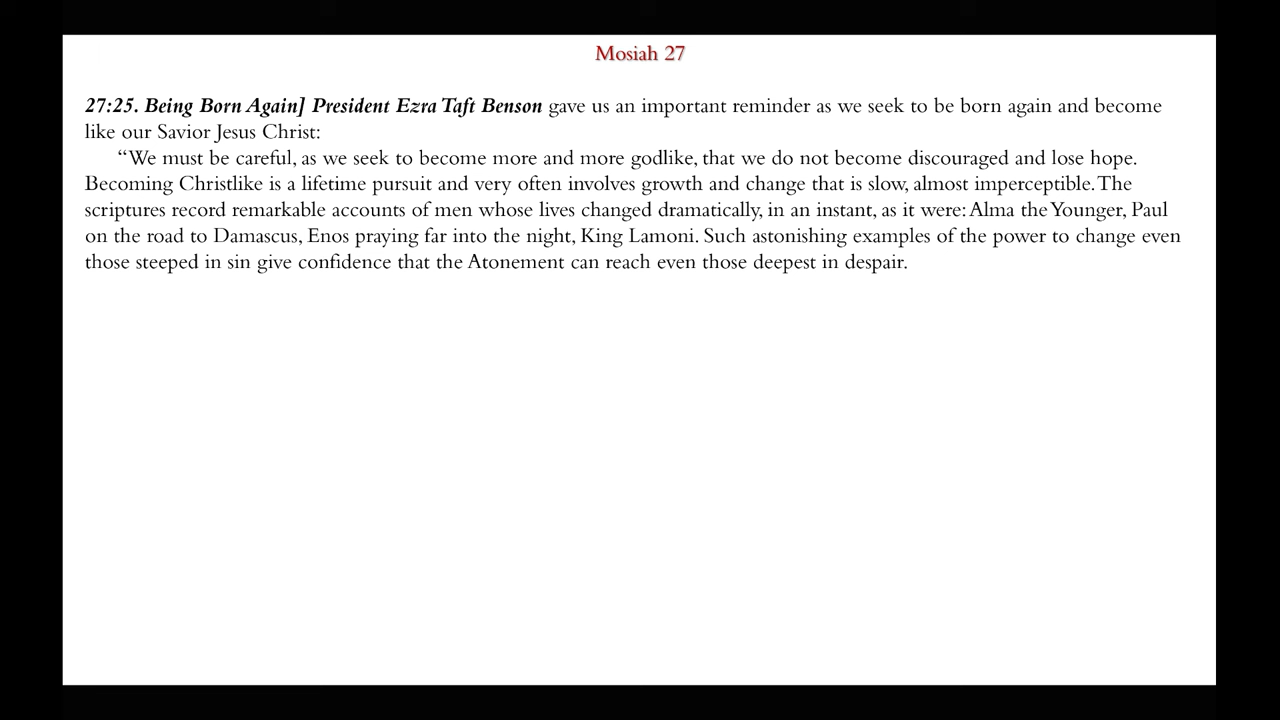 Mosiah 27
27:25. Being Born Again] President Ezra Taft Benson gave us an important reminder as we seek to be born again and become
like our Savior Jesus Christ:
“We must be careful, as we seek to become more and more godlike, that we do not become discouraged and lose hope.
Becoming Christlike is a lifetime pursuit and very often involves growth and change that is slow, almost imperceptible. The
scriptures record remarkable accounts of men whose lives changed dramatically, in an instant, as it were: Alma the Younger, Paul
on the road to Damascus, Enos praying far into the night, King Lamoni. Such astonishing examples of the power to change even
those steeped in sin give confidence that the Atonement can reach even those deepest in despair.